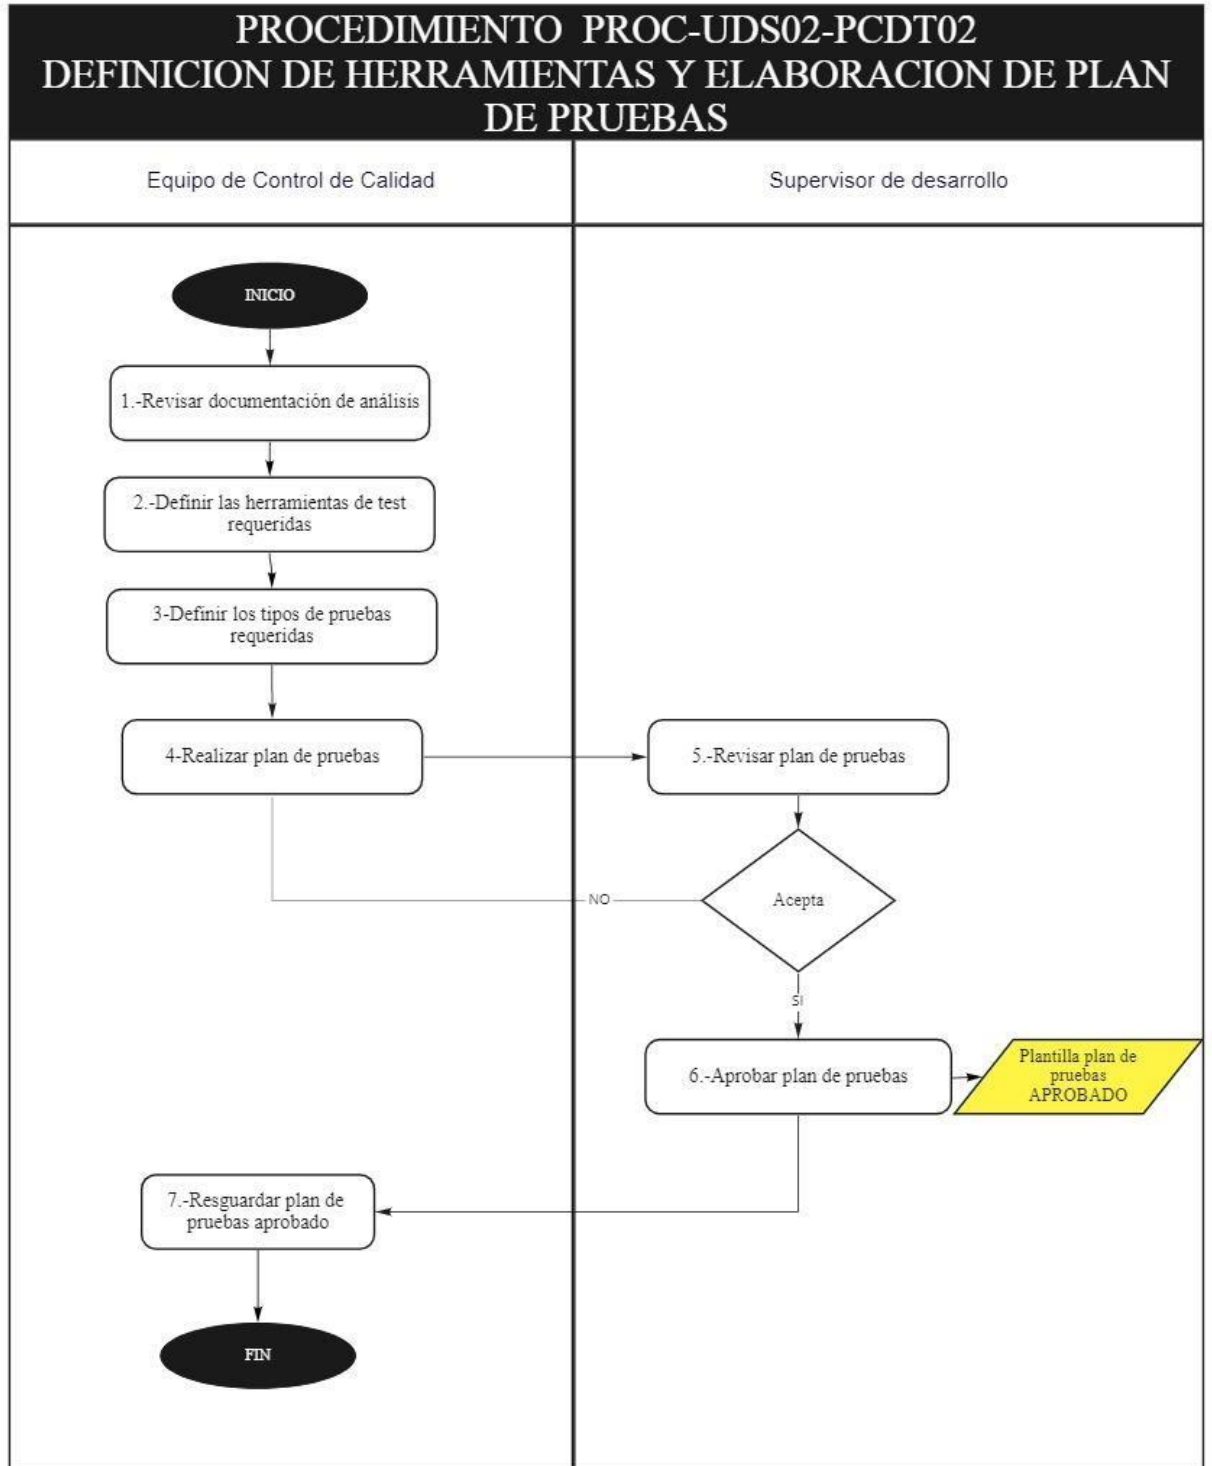 PROCEDIMIENTO PROC-UDS02-PCDT02
DEFINICION DE HERRAMIENTAS Y ELABORACION DE PLAN
DE PRUEBAS
Equipo de Control de Calidad
Supervisor de desarrollo
INICIO
1.-Revisar documentación de análisis
2.-Definir las herramientas de test
requeridas
3-Definir los tipos de pruebas
requeridas
4-Realizar plan de pruebas
5.-Revisar plan de pruebas
Acepta
NO
SI
6.-Aprobar plan de pruebas
Plantilla plan de
pruebas
APROBADO
7.-Resguardar plan de
pruebas aprobado
FIN